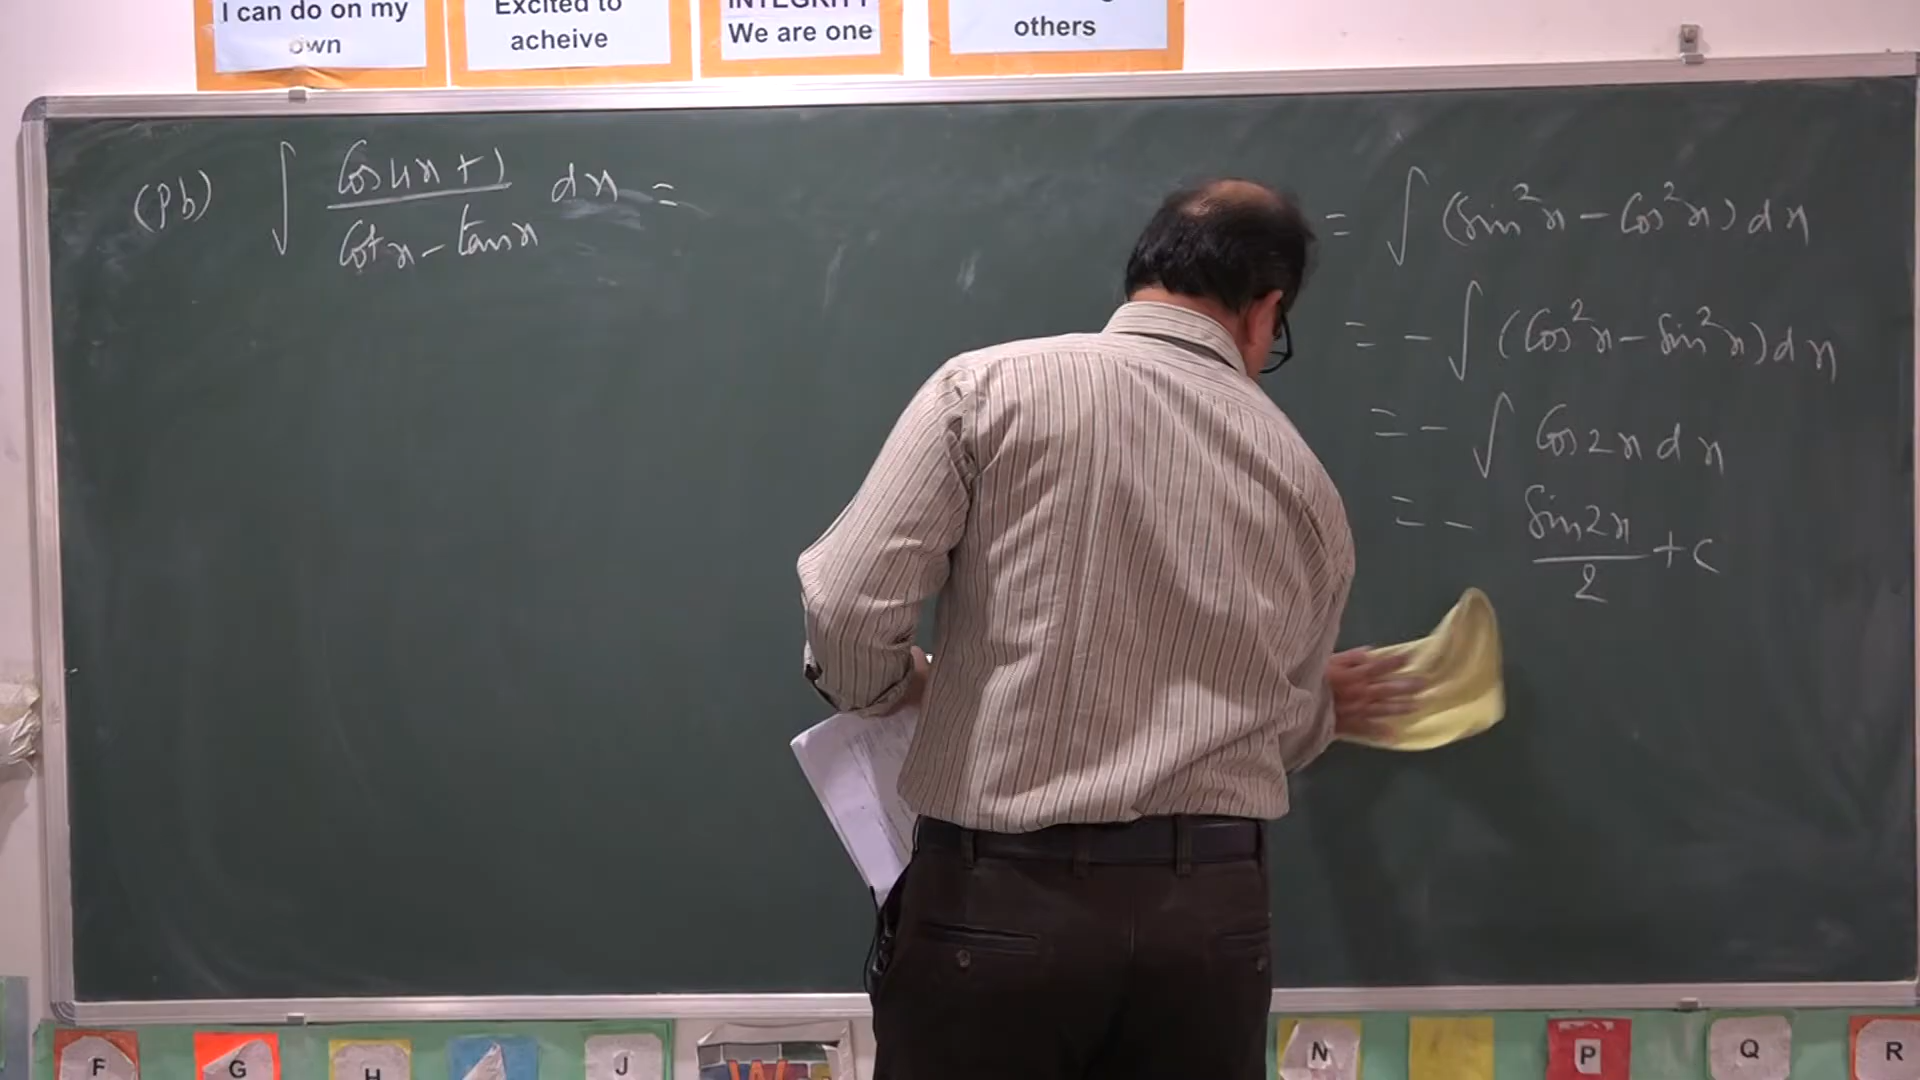 I can do on my
own
Excited to
acheive
INTEGRITY
We are one
others
(Pb) ∫ (Cos4x + 1)/(Cotx - tanx) dx =
= ∫ (Sin²x - Cos²x) dx
= - ∫ (Cos²x - Sin²x) dx
= - ∫ Cos2x dx
= - Sin2x/2 + c
F
G
H
J
N
P
Q
R